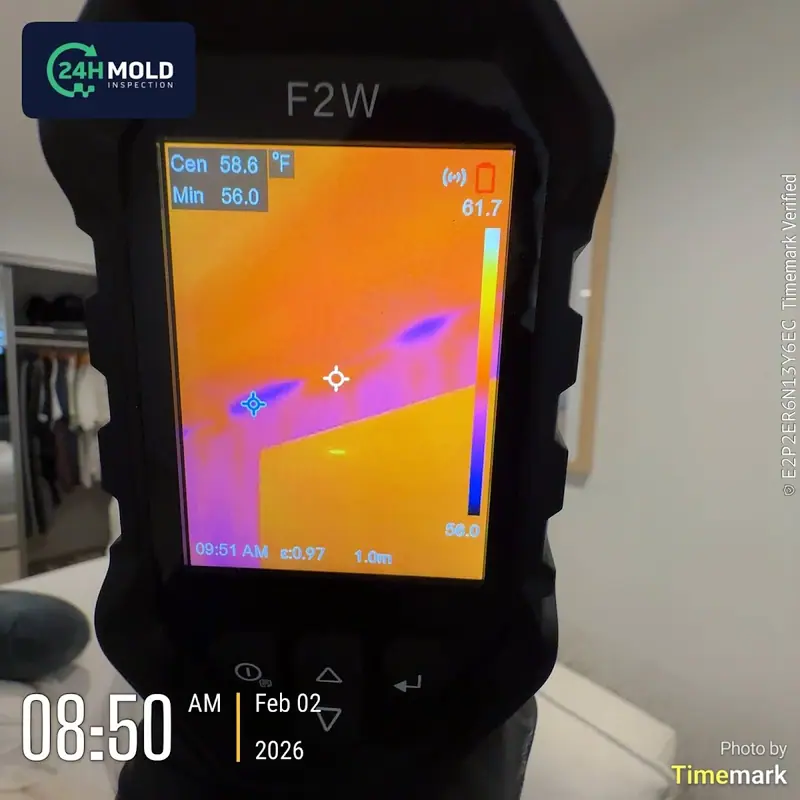 24H MOLD
INSPECTION
F2W
Cen 58.6 °F
Min 56.0
61.7
56.0
09:51 AM ε:0.97 1.0m
08:50 AM
Feb 02
2026
Photo by
Timemark
© E2P2ER6N13Y6EC Timemark Verified